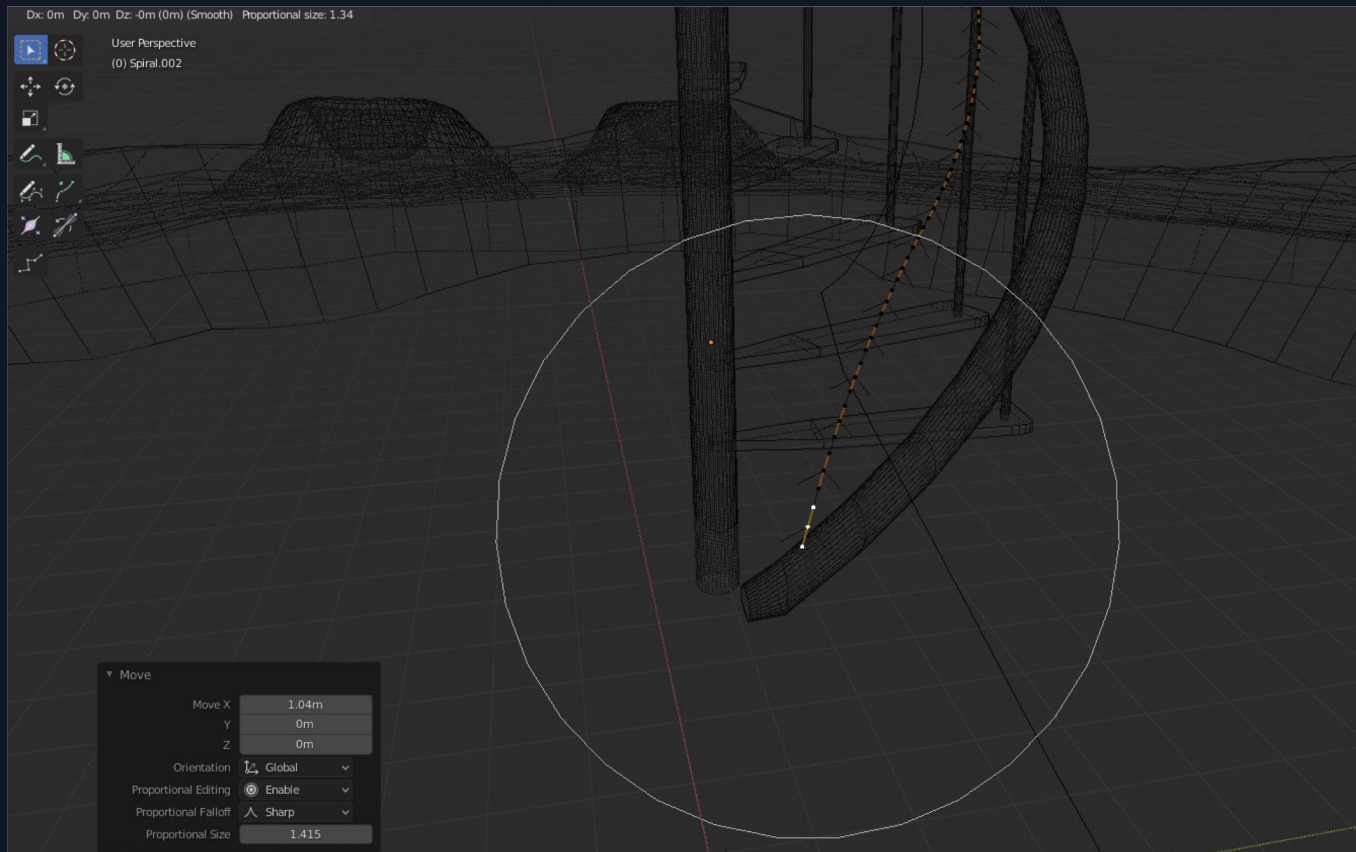 Dx: 0m Dy: 0m Dz: -0m (0m) (Smooth) Proportional size: 1.34
User Perspective
(0) Spiral.002
Move
Move X 1.04m
Y 0m
Z 0m
Orientation Global
Proportional Editing Enable
Proportional Falloff Sharp
Proportional Size 1.415